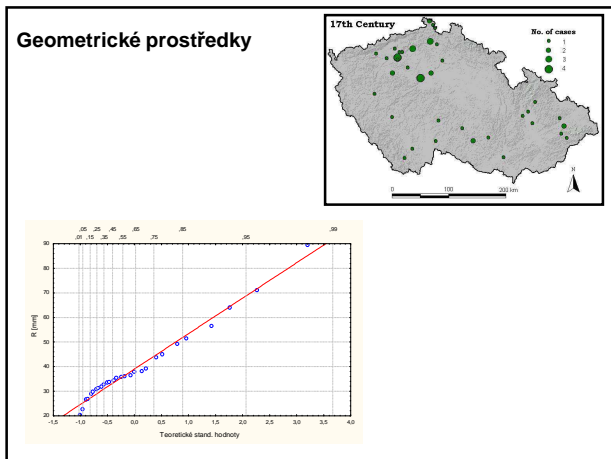 Geometrické prostředky
17th Century
No. of cases
1
2
3
4
N
0 100 200 km
,05 ,25 ,45 ,65 ,85 ,99
,01 ,15 ,35 ,55 ,75 ,95
90
80
70
60
50
40
30
20
R [mm]
-1,5 -1,0 -0,5 0,0 0,5 1,0 1,5 2,0 2,5 3,0 3,5 4,0
Teoretické stand. hodnoty